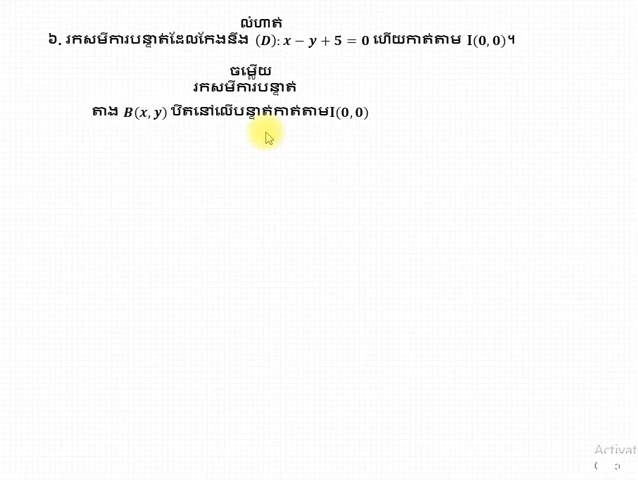 លំហាត់
៦. រកសមីការបន្ទាត់ដែលកែងនឹង (D): x − y + 5 = 0 ហើយកាត់តាម I(0, 0)។
ចម្លើយ
រកសមីការបន្ទាត់
តាង B(x, y) ឋិតនៅលើបន្ទាត់កាត់តាមI(0, 0)
Activat